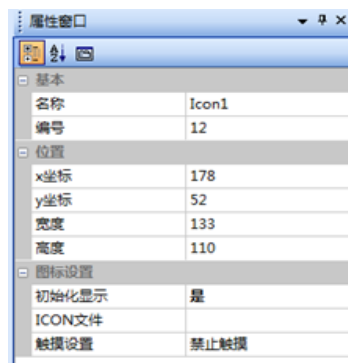 属性窗口
基本
名称 Icon1
编号 12
位置
x坐标 178
y坐标 52
宽度 133
高度 110
图标设置
初始化显示 是
ICON文件
触摸设置 禁止触摸